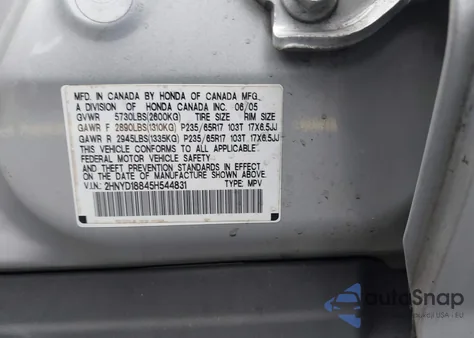 MFD. IN CANADA BY HONDA OF CANADA MFG.
A DIVISION OF HONDA CANADA INC. 06/05
GVWR 5730LBS(2600KG) TIRE SIZE RIM SIZE
GAWR F 2890LBS(1310KG) P235/65R17 103T 17X6.5JJ
GAWR R 2945LBS(1335KG) P235/65R17 103T 17X6.5JJ
THIS VEHICLE CONFORMS TO ALL APPLICABLE
FEDERAL MOTOR VEHICLE SAFETY
AND THEFT PREVENTION STANDARDS IN EFFECT
ON THE DATE OF MANUFACTURE SHOWN ABOVE.
V.I.N.: 2HNYD18845H544831 TYPE: MPV
autoSnap
USA . EU